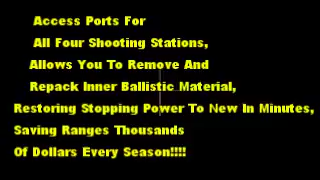 Access Ports For
All Four Shooting Stations,
Allows You To Remove And
Repack Inner Ballistic Material,
Restoring Stopping Power To New In Minutes,
Saving Ranges Thousands
Of Dollars Every Season!!!!